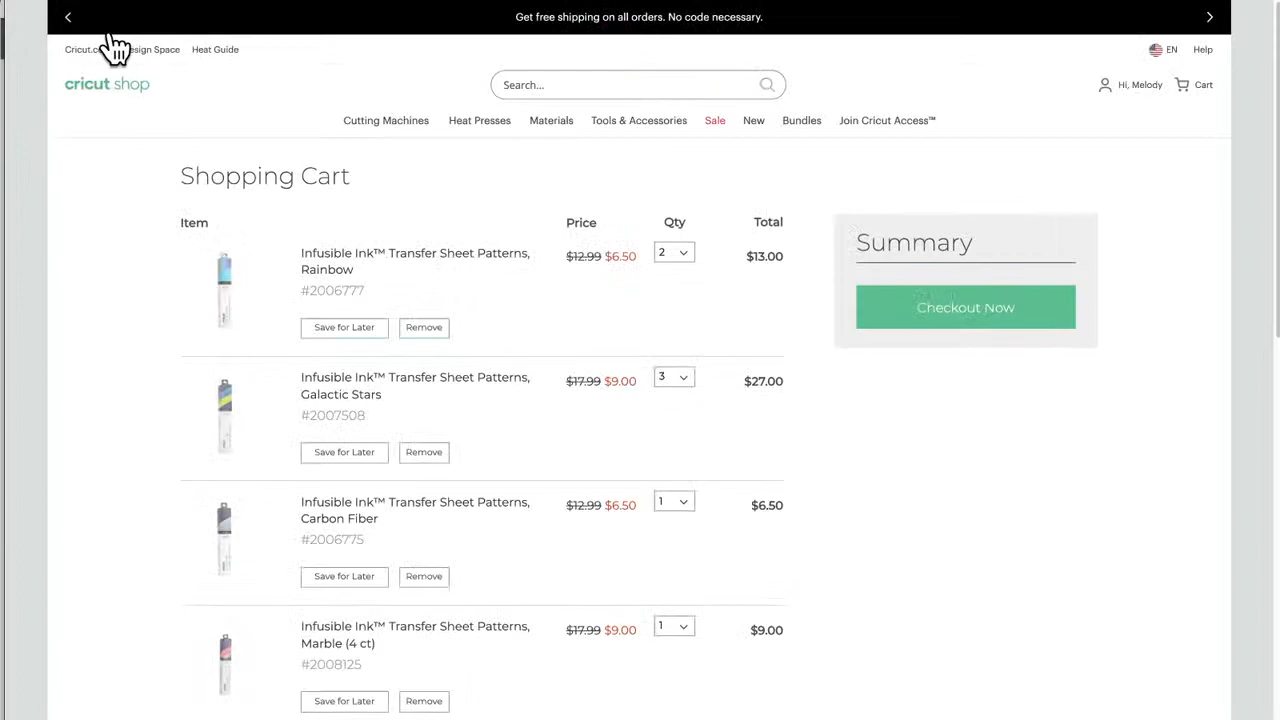 Get free shipping on all orders. No code necessary.
Cricut.co
esign Space
Heat Guide
EN
Help
cricut shop
Search...
Hi, Melody
Cart
Cutting Machines
Heat Presses
Materials
Tools & Accessories
Sale
New
Bundles
Join Cricut Access™
Shopping Cart
Item
Price
Qty
Total
Infusible Ink™ Transfer Sheet Patterns,
Rainbow
#2006777
$12.99 $6.50
2
$13.00
Save for Later
Remove
Infusible Ink™ Transfer Sheet Patterns,
Galactic Stars
#2007508
$17.99 $9.00
3
$27.00
Save for Later
Remove
Infusible Ink™ Transfer Sheet Patterns,
Carbon Fiber
#2006775
$12.99 $6.50
1
$6.50
Save for Later
Remove
Infusible Ink™ Transfer Sheet Patterns,
Marble (4 ct)
#2008125
$17.99 $9.00
1
$9.00
Save for Later
Remove
Summary
Checkout Now